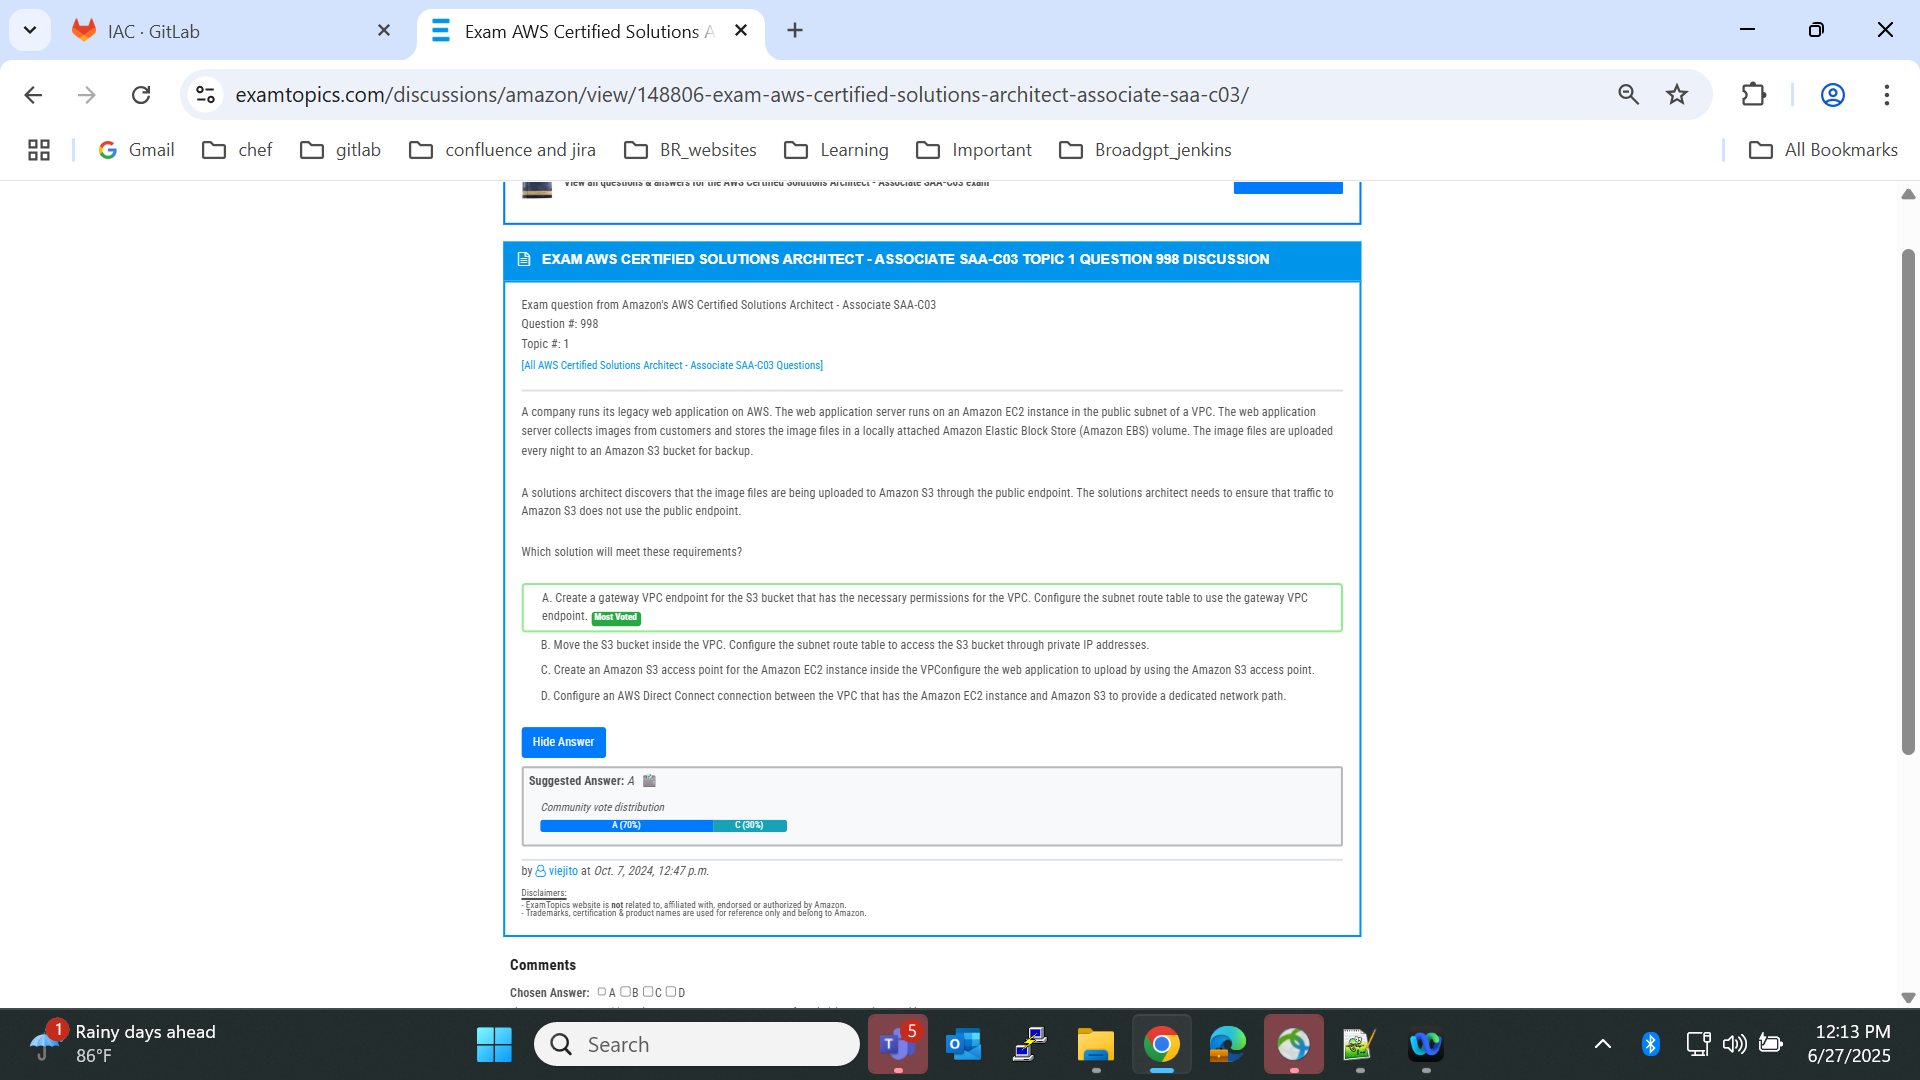 IAC · GitLab
Exam AWS Certified Solutions A
examtopics.com/discussions/amazon/view/148806-exam-aws-certified-solutions-architect-associate-saa-c03/
Gmail
chef
gitlab
confluence and jira
BR_websites
Learning
Important
Broadgpt_jenkins
All Bookmarks
View all questions & answers for the AWS Certified Solutions Architect - Associate SAA-C03 exam
EXAM AWS CERTIFIED SOLUTIONS ARCHITECT - ASSOCIATE SAA-C03 TOPIC 1 QUESTION 998 DISCUSSION
Exam question from Amazon's AWS Certified Solutions Architect - Associate SAA-C03
Question #: 998
Topic #: 1
[All AWS Certified Solutions Architect - Associate SAA-C03 Questions]
A company runs its legacy web application on AWS. The web application server runs on an Amazon EC2 instance in the public subnet of a VPC. The web application
server collects images from customers and stores the image files in a locally attached Amazon Elastic Block Store (Amazon EBS) volume. The image files are uploaded
every night to an Amazon S3 bucket for backup.
A solutions architect discovers that the image files are being uploaded to Amazon S3 through the public endpoint. The solutions architect needs to ensure that traffic to
Amazon S3 does not use the public endpoint.
Which solution will meet these requirements?
A. Create a gateway VPC endpoint for the S3 bucket that has the necessary permissions for the VPC. Configure the subnet route table to use the gateway VPC
endpoint. Most Voted
B. Move the S3 bucket inside the VPC. Configure the subnet route table to access the S3 bucket through private IP addresses.
C. Create an Amazon S3 access point for the Amazon EC2 instance inside the VPConfigure the web application to upload by using the Amazon S3 access point.
D. Configure an AWS Direct Connect connection between the VPC that has the Amazon EC2 instance and Amazon S3 to provide a dedicated network path.
Hide Answer
Suggested Answer: A
Community vote distribution
A (70%) C (30%)
by viejito at Oct. 7, 2024, 12:47 p.m.
Disclaimers:
- ExamTopics website is not related to, affiliated with, endorsed or authorized by Amazon.
- Trademarks, certification & product names are used for reference only and belong to Amazon.
Comments
Chosen Answer: A B C D
1
Rainy days ahead
86°F
Search
5
12:13 PM
6/27/2025